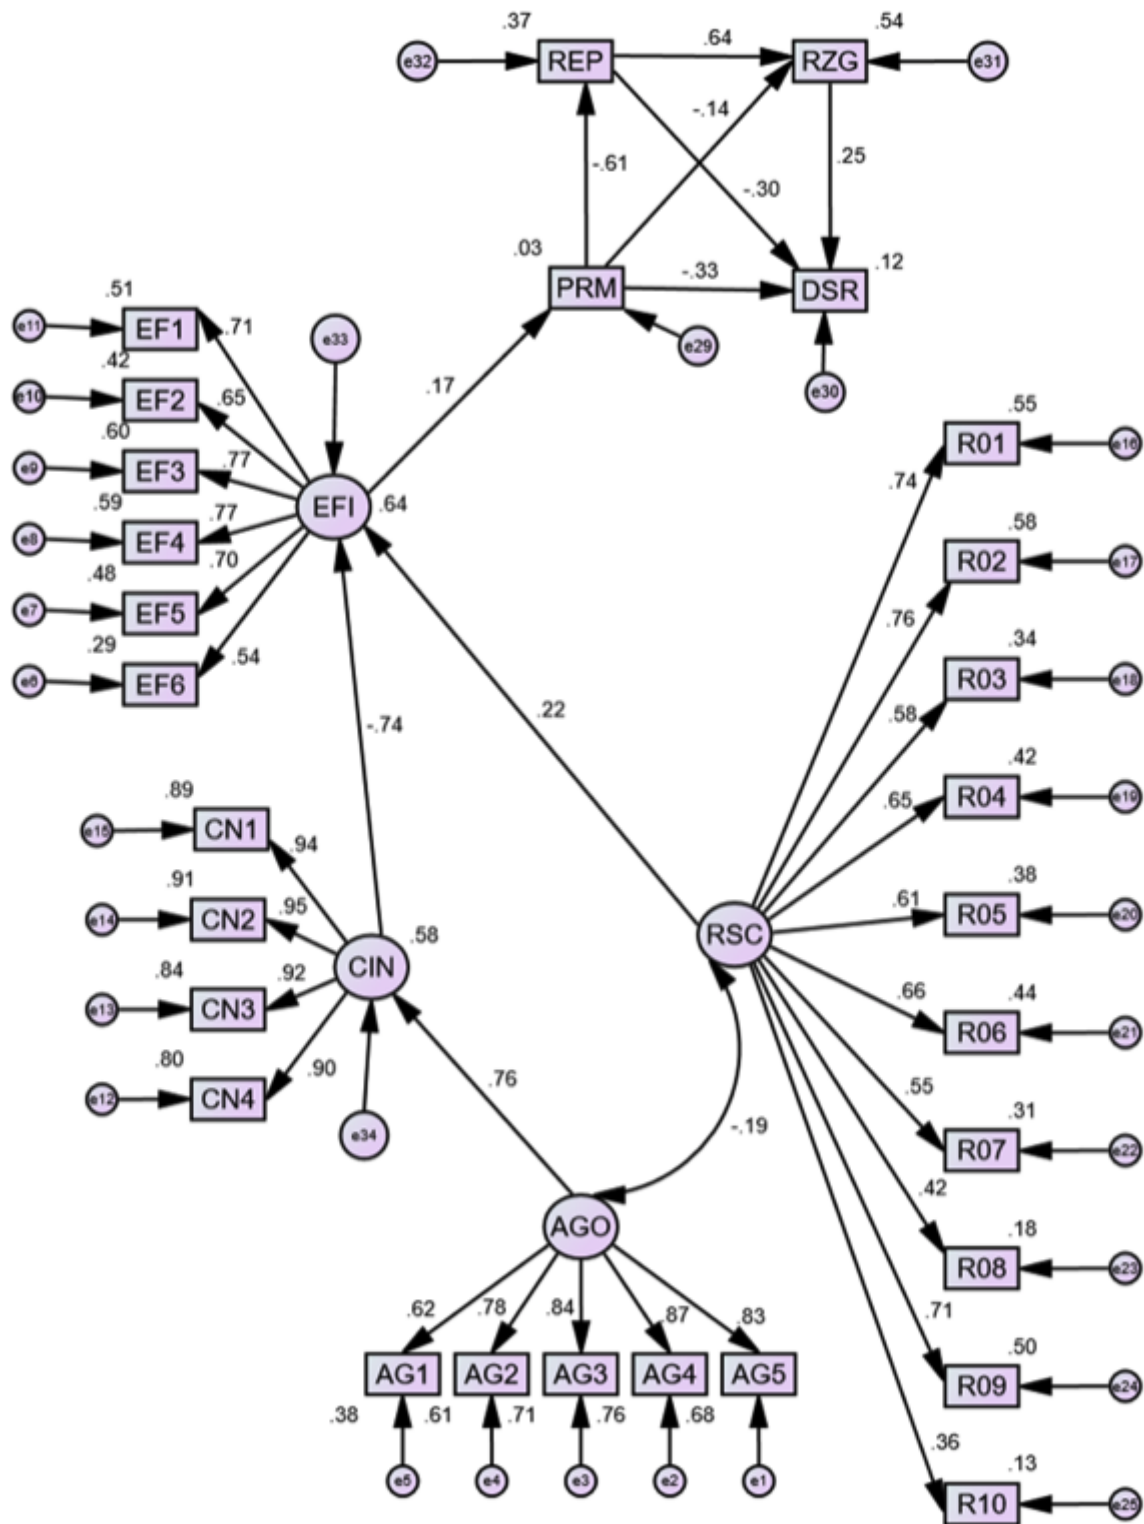 .37 .64 .54
e32 REP RZG e31
-.14
-.61 .25
-.30
.03 -.33 .12
PRM DSR
e29
e30
.51
e11 EF1 .71 e33
.42
e10 EF2 .65 .17
.60
e9 EF3 .77
.59 EFI .64
e8 EF4 .77
.48 .70
e7 EF5
.29 .54
e6 EF6
.55
R01 e16
.74
.58
R02 e17
.76
.34
R03 e18
.58
.22
-.74
.42
R04 e19
.65
.89
e15 CN1 .94
.91
e14 CN2 .95
.38
.61 R05 e20
RSC
.58
CIN
.84 .92
e13 CN3
.66 .44
R06 e21
.80 .90
e12 CN4
.76
e34
-.19
.55 .31
R07 e22
.42 .18
R08 e23
AGO
.62 .78 .84 .87 .83
AG1 AG2 AG3 AG4 AG5
.38 .61 .71 .76 .68
e5 e4 e3 e2 e1
.71 .50
R09 e24
.36 .13
R10 e25